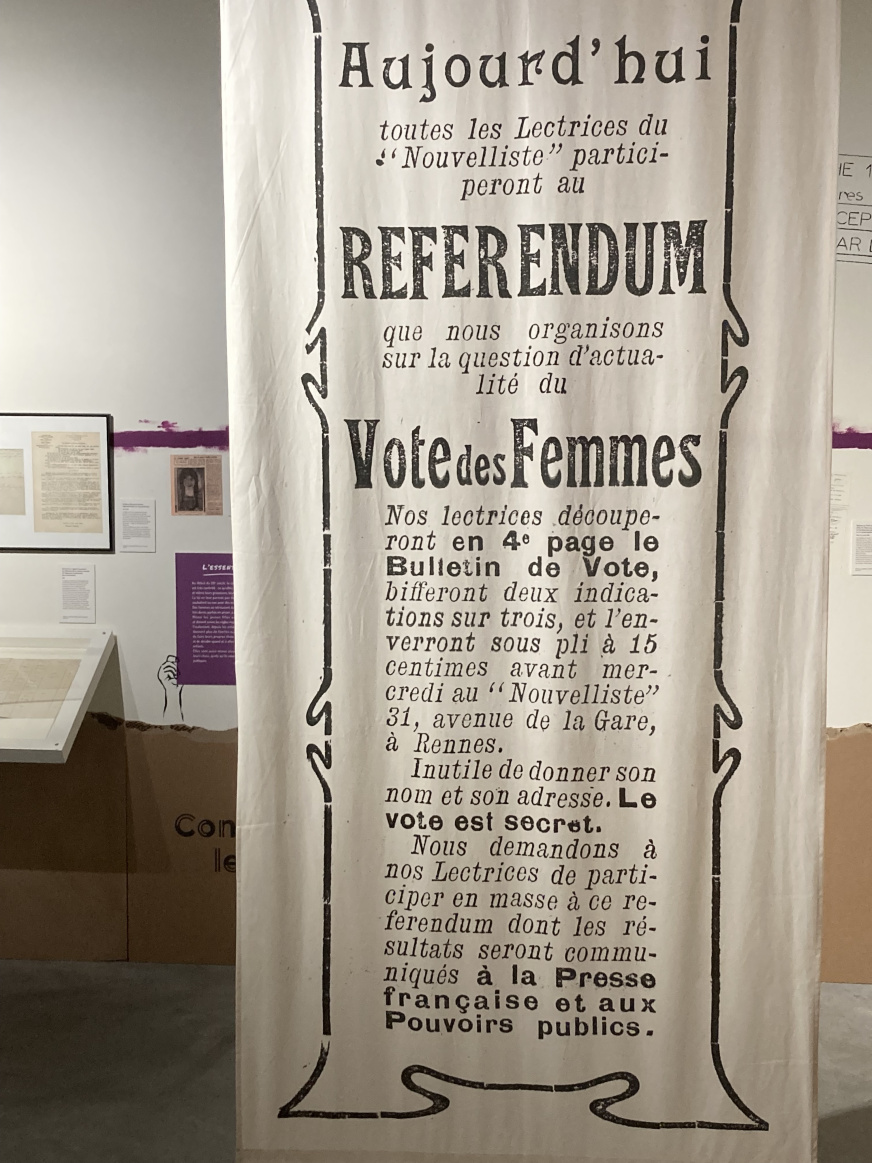 Aujourd'hui
toutes les Lectrices du
“Nouvelliste” partici-
peront au
REFERENDUM
que nous organisons
sur la question d'actua-
lité du
Vote des Femmes
Nos lectrices découpe-
ront en 4e page le
Bulletin de Vote,
bifferont deux indica-
tions sur trois, et l'en-
verront sous pli à 15
centimes avant mer-
credi au “Nouvelliste”
31, avenue de la Gare,
à Rennes.
Inutile de donner son
nom et son adresse. Le
vote est secret.
Nous demandons à
nos Lectrices de parti-
ciper en masse à ce re-
ferendum dont les ré-
sultats seront commu-
niqués à la Presse
française et aux
Pouvoirs publics.